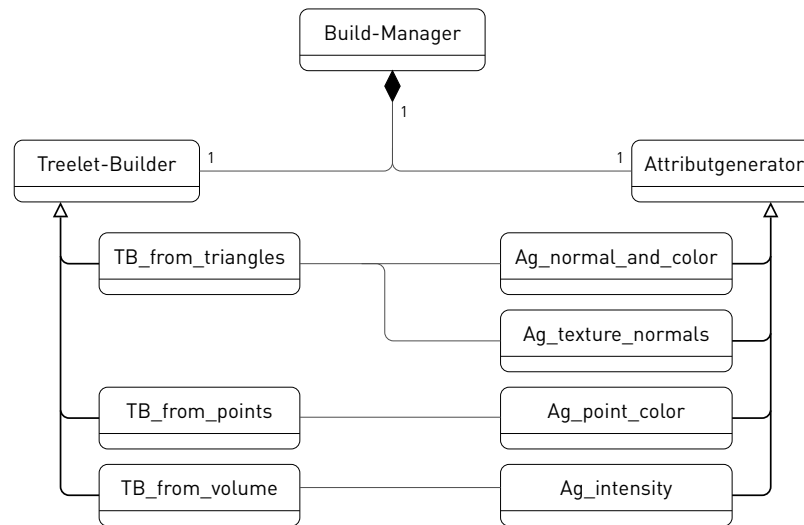 Build-Manager
1
Treelet-Builder
1
1
Attributgenerator
TB_from_triangles
Ag_normal_and_color
Ag_texture_normals
TB_from_points
Ag_point_color
TB_from_volume
Ag_intensity